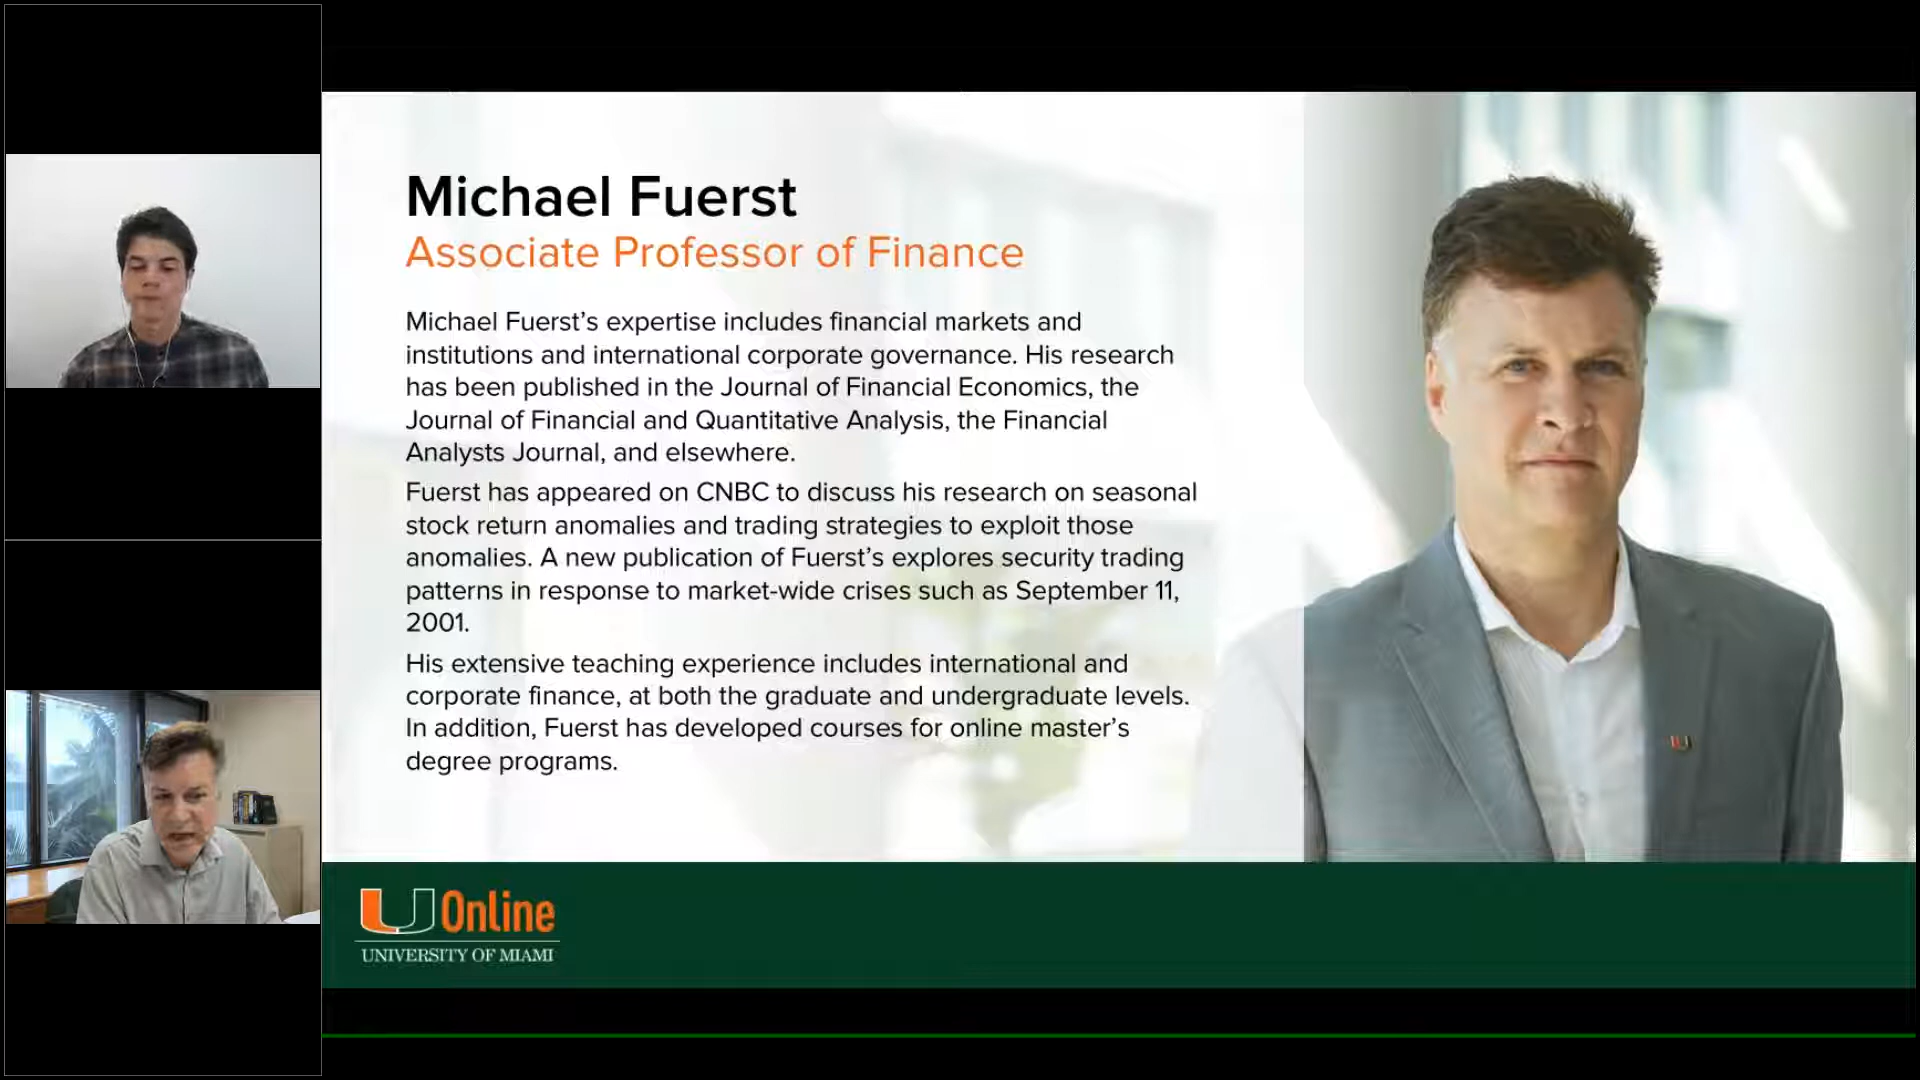 Michael Fuerst
Associate Professor of Finance
Michael Fuerst’s expertise includes financial markets and
institutions and international corporate governance. His research
has been published in the Journal of Financial Economics, the
Journal of Financial and Quantitative Analysis, the Financial
Analysts Journal, and elsewhere.
Fuerst has appeared on CNBC to discuss his research on seasonal
stock return anomalies and trading strategies to exploit those
anomalies. A new publication of Fuerst’s explores security trading
patterns in response to market-wide crises such as September 11,
2001.
His extensive teaching experience includes international and
corporate finance, at both the graduate and undergraduate levels.
In addition, Fuerst has developed courses for online master’s
degree programs.
U Online
UNIVERSITY OF MIAMI